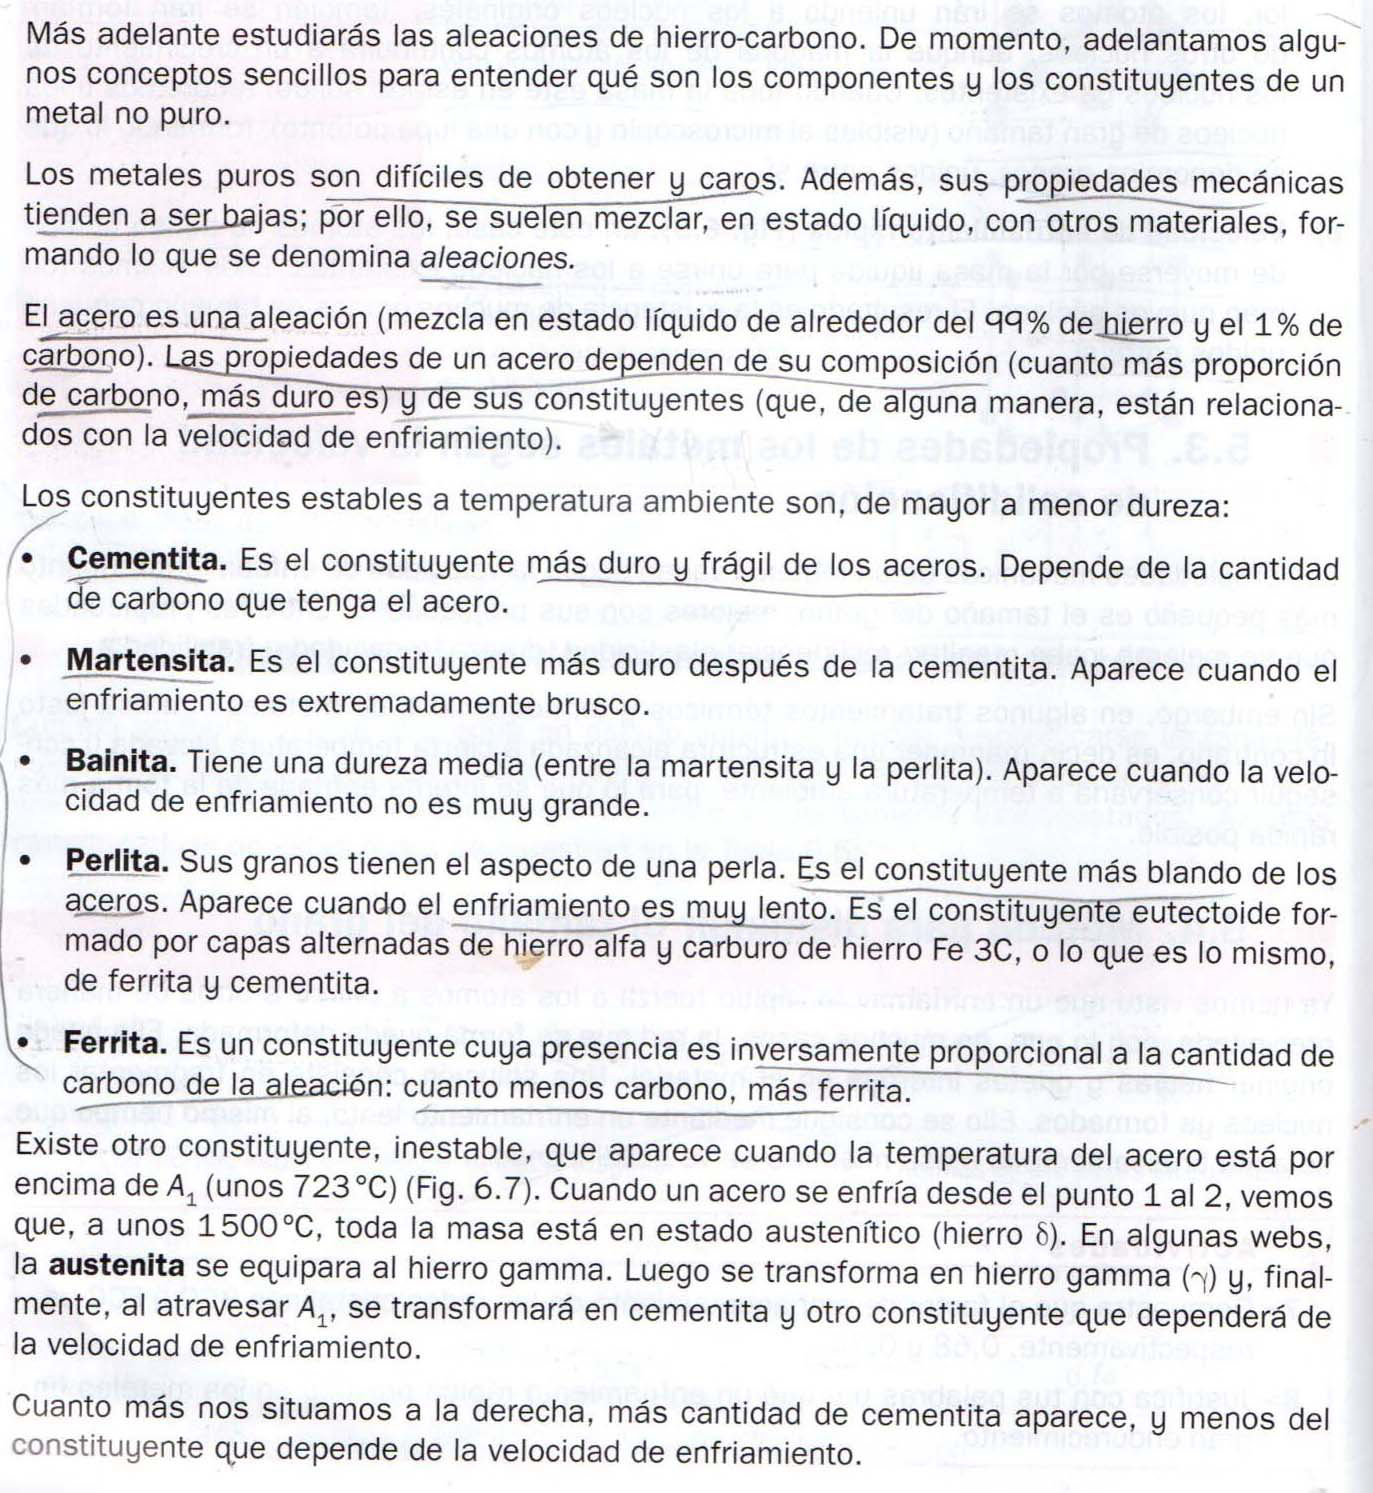 Más adelante estudiarás las aleaciones de hierro-carbono. De momento, adelantamos algu-
nos conceptos sencillos para entender qué son los componentes y los constituyentes de un
metal no puro.
Los metales puros son difíciles de obtener y caros. Además, sus propiedades mecánicas
tienden a ser bajas; por ello, se suelen mezclar, en estado líquido, con otros materiales, for-
mando lo que se denomina aleaciones.
El acero es una aleación (mezcla en estado líquido de alrededor del 99% de hierro y el 1% de
carbono). Las propiedades de un acero dependen de su composición (cuanto más proporción
de carbono, más duro es) y de sus constituyentes (que, de alguna manera, están relaciona-
dos con la velocidad de enfriamiento).
Los constituyentes estables a temperatura ambiente son, de mayor a menor dureza:
• Cementita. Es el constituyente más duro y frágil de los aceros. Depende de la cantidad
de carbono que tenga el acero.
• Martensita. Es el constituyente más duro después de la cementita. Aparece cuando el
enfriamiento es extremadamente brusco.
• Bainita. Tiene una dureza media (entre la martensita y la perlita). Aparece cuando la velo-
cidad de enfriamiento no es muy grande.
• Perlita. Sus granos tienen el aspecto de una perla. Es el constituyente más blando de los
aceros. Aparece cuando el enfriamiento es muy lento. Es el constituyente eutectoide for-
mado por capas alternadas de hierro alfa y carburo de hierro Fe 3C, o lo que es lo mismo,
de ferrita y cementita.
• Ferrita. Es un constituyente cuya presencia es inversamente proporcional a la cantidad de
carbono de la aleación: cuanto menos carbono, más ferrita.
Existe otro constituyente, inestable, que aparece cuando la temperatura del acero está por
encima de A₁ (unos 723 °C) (Fig. 6.7). Cuando un acero se enfría desde el punto 1 al 2, vemos
que, a unos 1500 °C, toda la masa está en estado austenítico (hierro δ). En algunas webs,
la austenita se equipara al hierro gamma. Luego se transforma en hierro gamma (γ) y, final-
mente, al atravesar A₁, se transformará en cementita y otro constituyente que dependerá de
la velocidad de enfriamiento.
Cuanto más nos situamos a la derecha, más cantidad de cementita aparece, y menos del
constituyente que depende de la velocidad de enfriamiento.